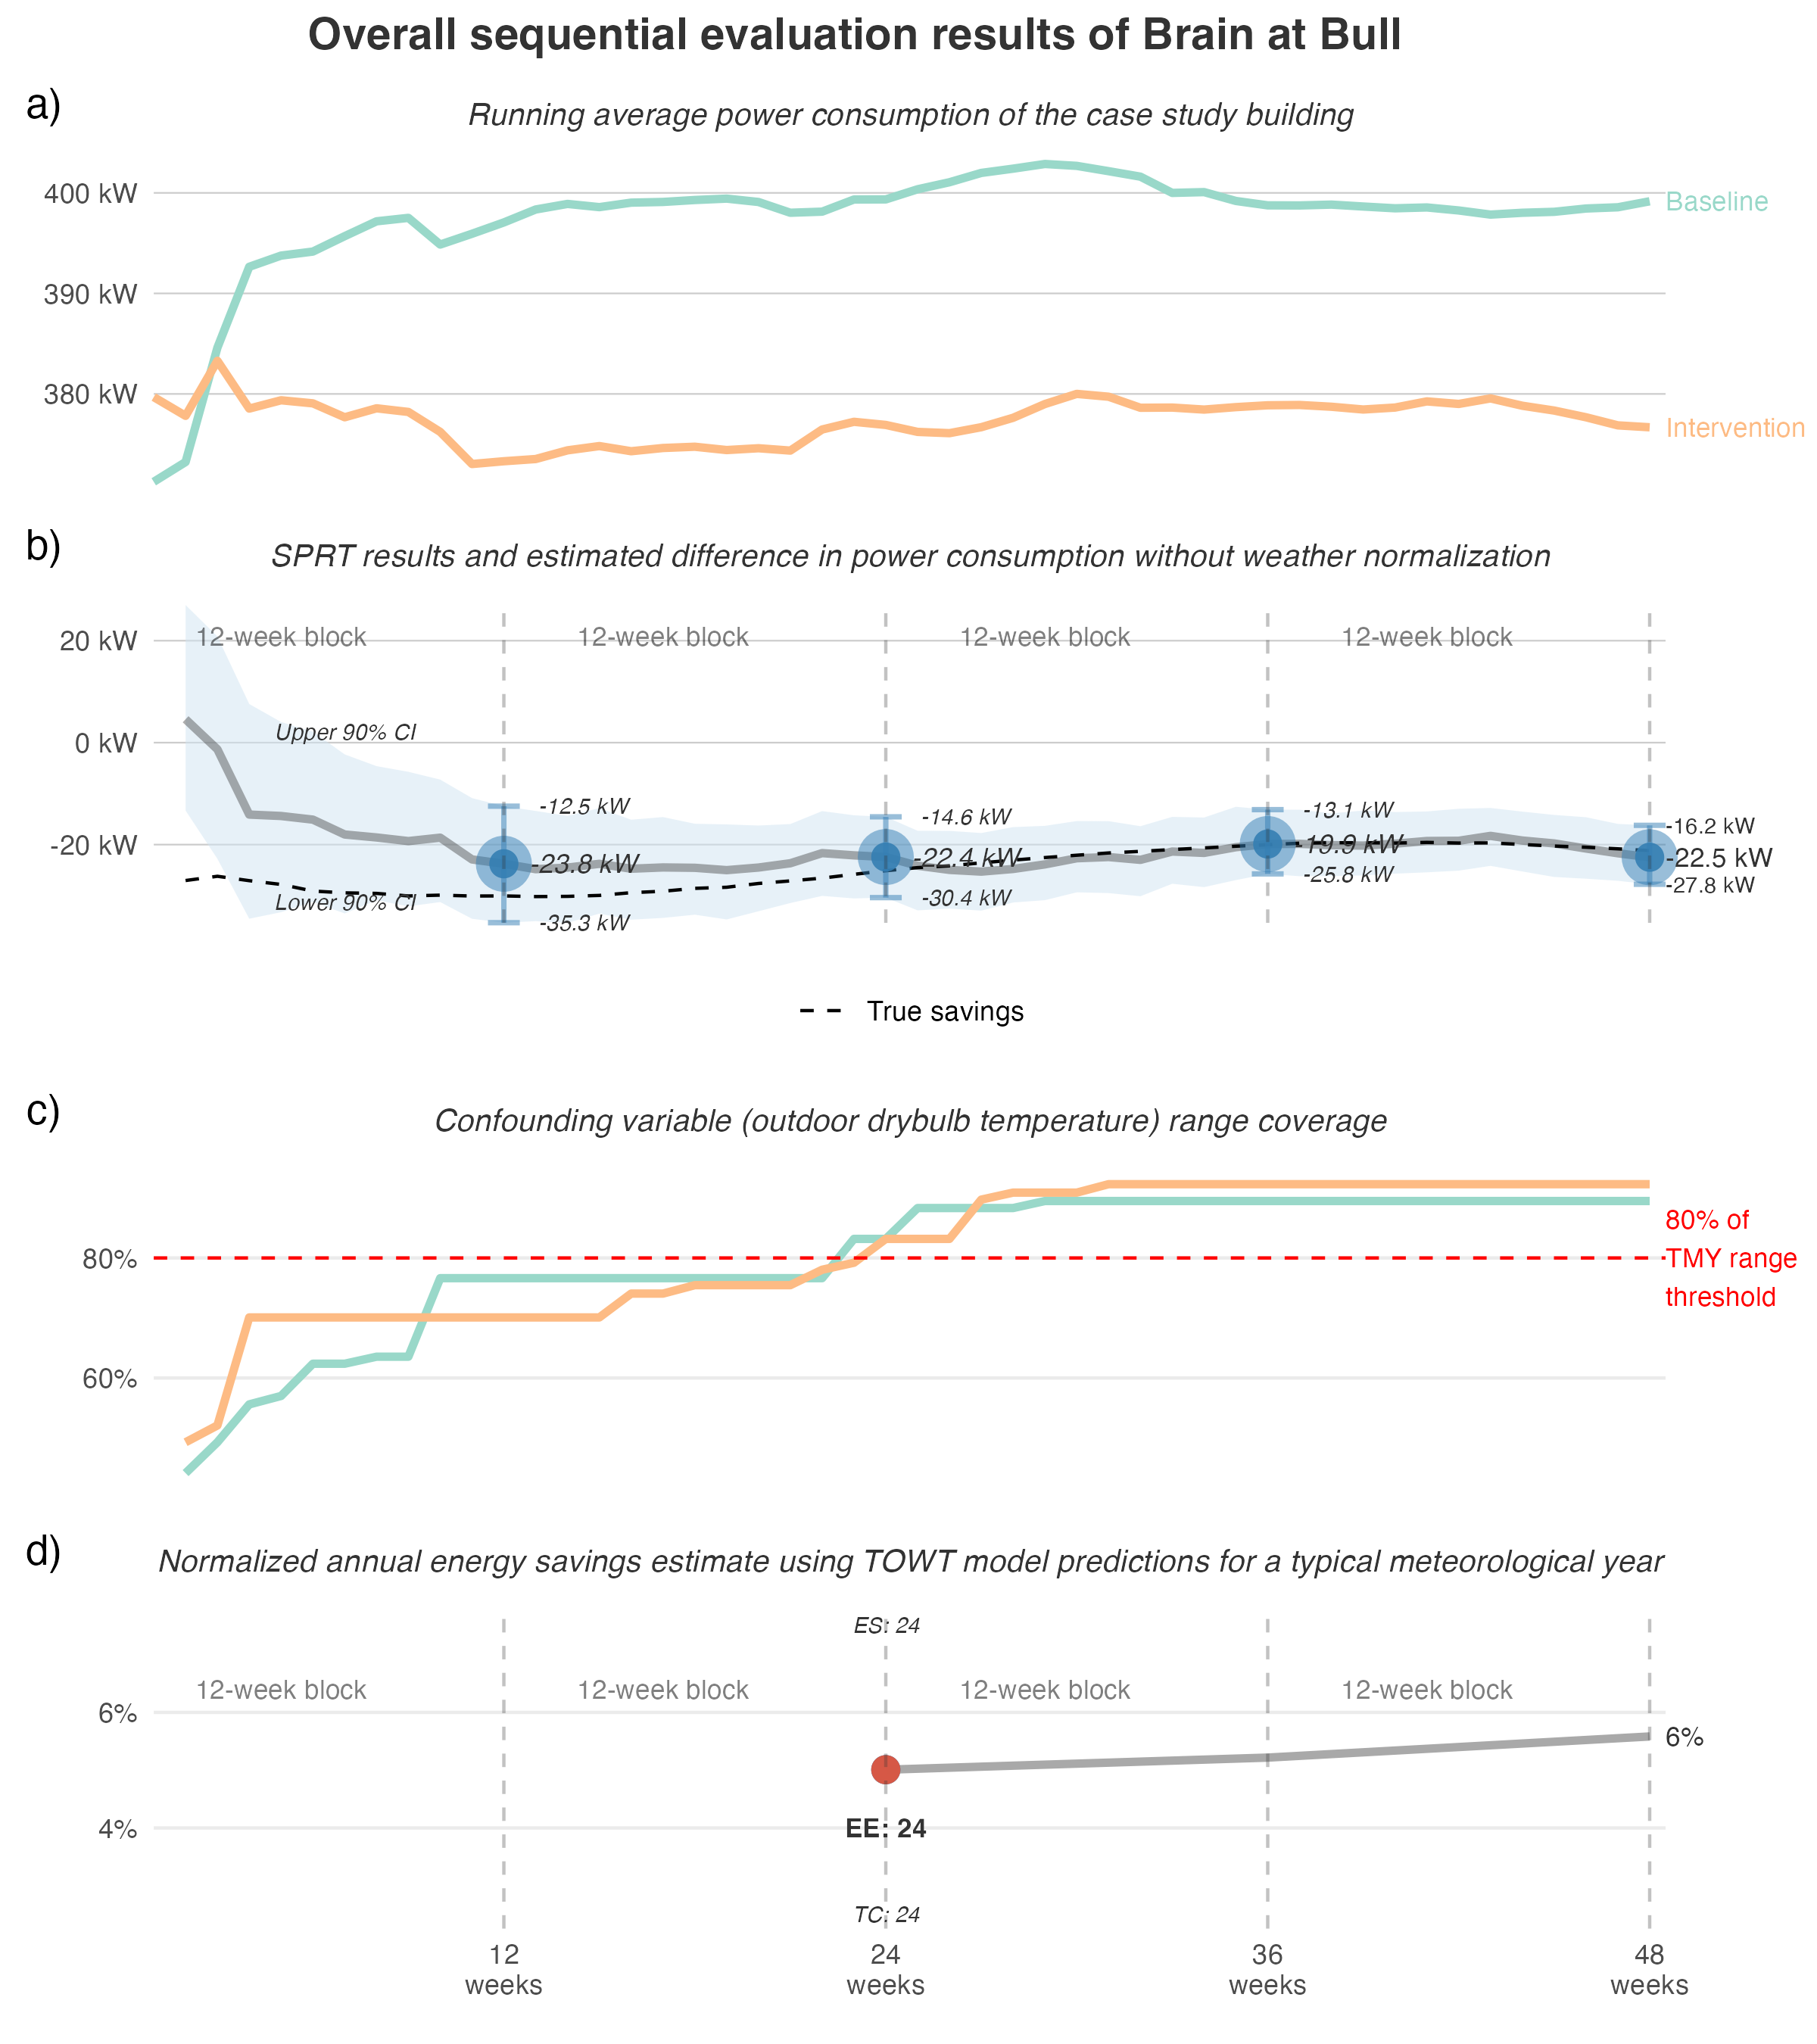 Overall sequential evaluation results of Brain at Bull
a)
Running average power consumption of the case study building
400 kW
390 kW
380 kW
Baseline
Intervention
b)
SPRT results and estimated difference in power consumption without weather normalization
20 kW
0 kW
-20 kW
12-week block
12-week block
12-week block
12-week block
Upper 90% CI
Lower 90% CI
-12.5 kW
-23.8 kW
-35.3 kW
-14.6 kW
-22.4 kW
-30.4 kW
-13.1 kW
-19.9 kW
-25.8 kW
-16.2 kW
-22.5 kW
-27.8 kW
True savings
c)
Confounding variable (outdoor drybulb temperature) range coverage
80%
60%
80% of
TMY range
threshold
d)
Normalized annual energy savings estimate using TOWT model predictions for a typical meteorological year
ES: 24
12-week block
12-week block
12-week block
12-week block
6%
4%
6%
EE: 24
TC: 24
12
weeks
24
weeks
36
weeks
48
weeks